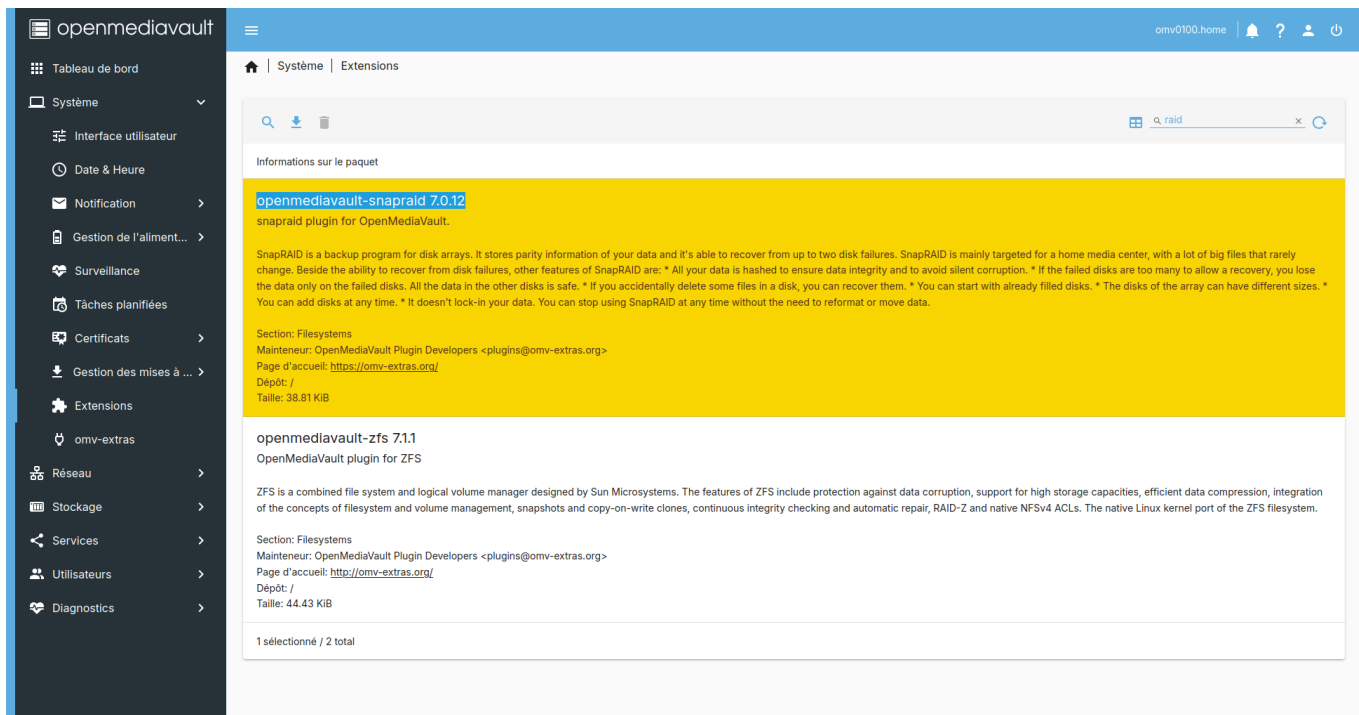 openmediavault
omv0100.home
?
Tableau de bord
Système | Extensions
Système
raid
Interface utilisateur
Informations sur le paquet
Date & Heure
Notification
Gestion de l'aliment...
Surveillance
Tâches planifiées
Certificats
Gestion des mises à ...
Extensions
omv-extras
Réseau
Stockage
Services
Utilisateurs
Diagnostics
openmediavault-snapraid 7.0.12
snapraid plugin for OpenMediaVault.
SnapRAID is a backup program for disk arrays. It stores parity information of your data and it's able to recover from up to two disk failures. SnapRAID is mainly targeted for a home media center, with a lot of big files that rarely
change. Beside the ability to recover from disk failures, other features of SnapRAID are: * All your data is hashed to ensure data integrity and to avoid silent corruption. * If the failed disks are too many to allow a recovery, you lose
the data only on the failed disks. All the data in the other disks is safe. * If you accidentally delete some files in a disk, you can recover them. * You can start with already filled disks. * The disks of the array can have different sizes. *
You can add disks at any time. * It doesn't lock-in your data. You can stop using SnapRAID at any time without the need to reformat or move data.
Section: Filesystems
Mainteneur: OpenMediaVault Plugin Developers <plugins@omv-extras.org>
Page d'accueil: https://omv-extras.org/
Dépôt: /
Taille: 38.81 KiB
openmediavault-zfs 7.1.1
OpenMediaVault plugin for ZFS
ZFS is a combined file system and logical volume manager designed by Sun Microsystems. The features of ZFS include protection against data corruption, support for high storage capacities, efficient data compression, integration
of the concepts of filesystem and volume management, snapshots and copy-on-write clones, continuous integrity checking and automatic repair, RAID-Z and native NFSv4 ACLs. The native Linux kernel port of the ZFS filesystem.
Section: Filesystems
Mainteneur: OpenMediaVault Plugin Developers <plugins@omv-extras.org>
Page d'accueil: http://omv-extras.org/
Dépôt: /
Taille: 44.43 KiB
1 sélectionné / 2 total